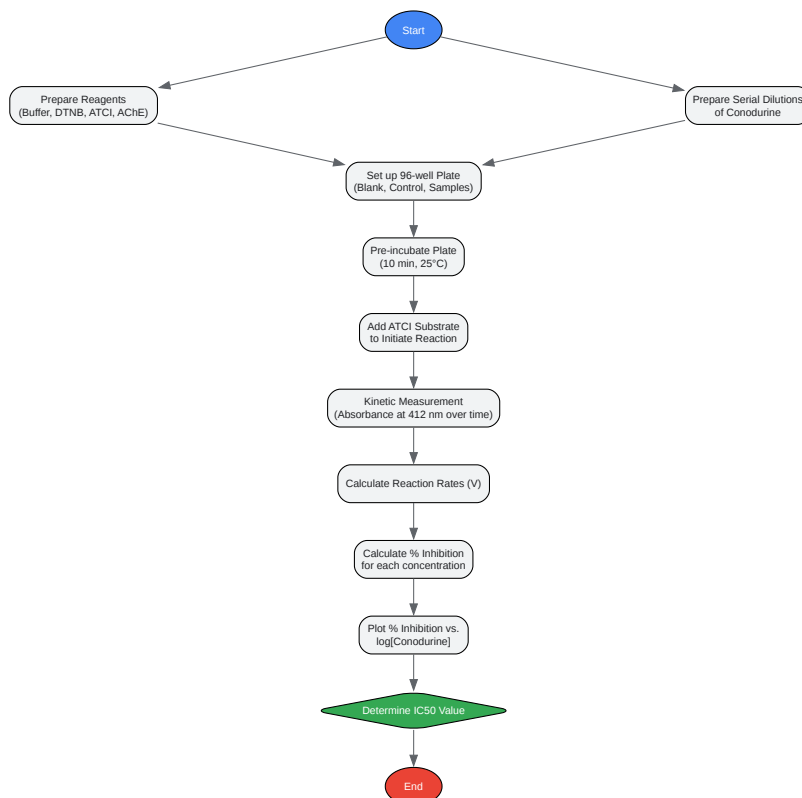 Start
Prepare Reagents
(Buffer, DTNB, ATCI, AChE)
Prepare Serial Dilutions
of Conodurine
Set up 96-well Plate
(Blank, Control, Samples)
Pre-incubate Plate
(10 min, 25°C)
Add ATCI Substrate
to Initiate Reaction
Kinetic Measurement
(Absorbance at 412 nm over time)
Calculate Reaction Rates (V)
Calculate % Inhibition
for each concentration
Plot % Inhibition vs.
log[Conodurine]
Determine IC50 Value
End